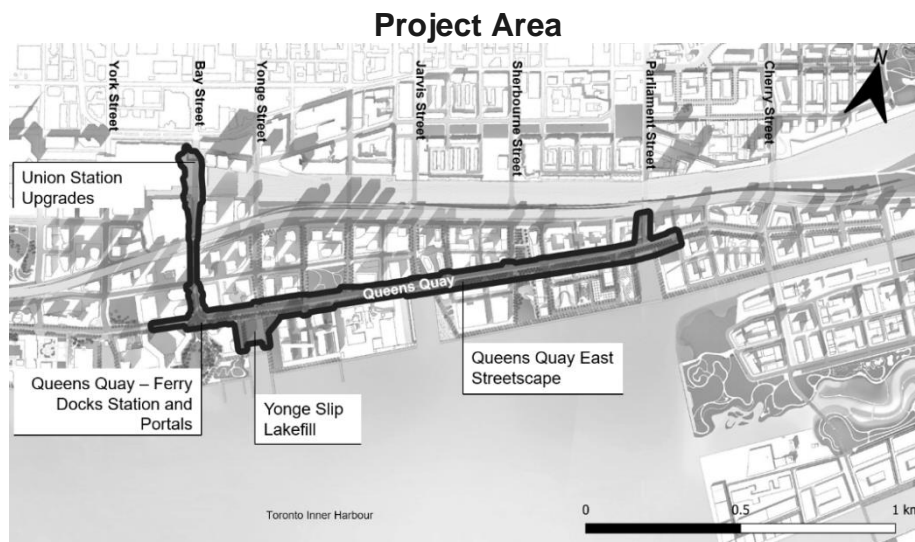 Project Area
York Street
Bay Street
Yonge Street
Jarvis Street
Sherbourne Street
Parliament Street
Cherry Street
N
Union Station
Upgrades
Queens Quay
Queens Quay – Ferry
Docks Station and
Portals
Yonge Slip
Lakefill
Queens Quay East
Streetscape
Toronto Inner Harbour
0
0.5
1 km